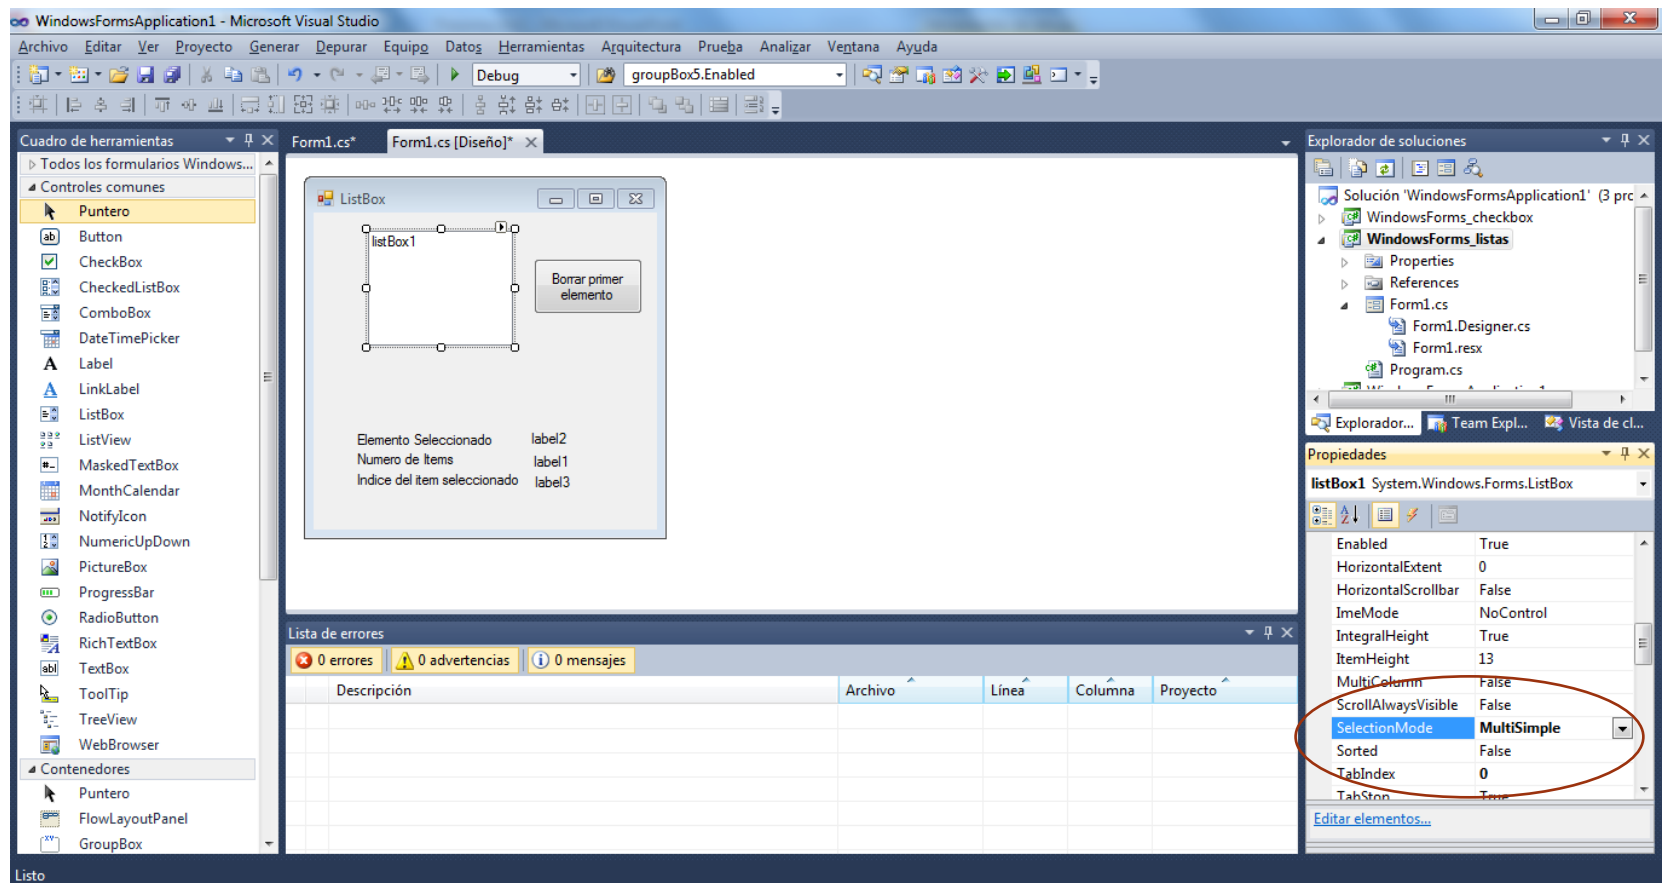 WindowsFormsApplication1 - Microsoft Visual Studio
Archivo Editar Ver Proyecto Generar Depurar Equipo Datos Herramientas Arquitectura Prueba Analizar Ventana Ayuda
Debug groupBox5.Enabled
Cuadro de herramientas
Todos los formularios Windows...
Controles comunes
Puntero
Button
CheckBox
CheckedListBox
ComboBox
DateTimePicker
Label
LinkLabel
ListBox
ListView
MaskedTextBox
MonthCalendar
NotifyIcon
NumericUpDown
PictureBox
ProgressBar
RadioButton
RichTextBox
TextBox
ToolTip
TreeView
WebBrowser
Contenedores
Puntero
FlowLayoutPanel
GroupBox
Form1.cs* Form1.cs [Diseño]*
ListBox
listBox1
Borrar primer
elemento
Elemento Seleccionado label2
Numero de Items label1
Indice del item seleccionado label3
Lista de errores
0 errores 0 advertencias 0 mensajes
Descripción Archivo Línea Columna Proyecto
Explorador de soluciones
Solución 'WindowsFormsApplication1' (3 prc
WindowsForms_checkbox
WindowsForms_listas
Properties
References
Form1.cs
Form1.Designer.cs
Form1.resx
Program.cs
Explorador... Team Expl... Vista de cl...
Propiedades
listBox1 System.Windows.Forms.ListBox
Enabled True
HorizontalExtent 0
HorizontalScrollbar False
ImeMode NoControl
IntegralHeight True
ItemHeight 13
MultiColumn False
ScrollAlwaysVisible False
SelectionMode MultiSimple
Sorted False
TabIndex 0
TabStop True
Editar elementos...
Listo